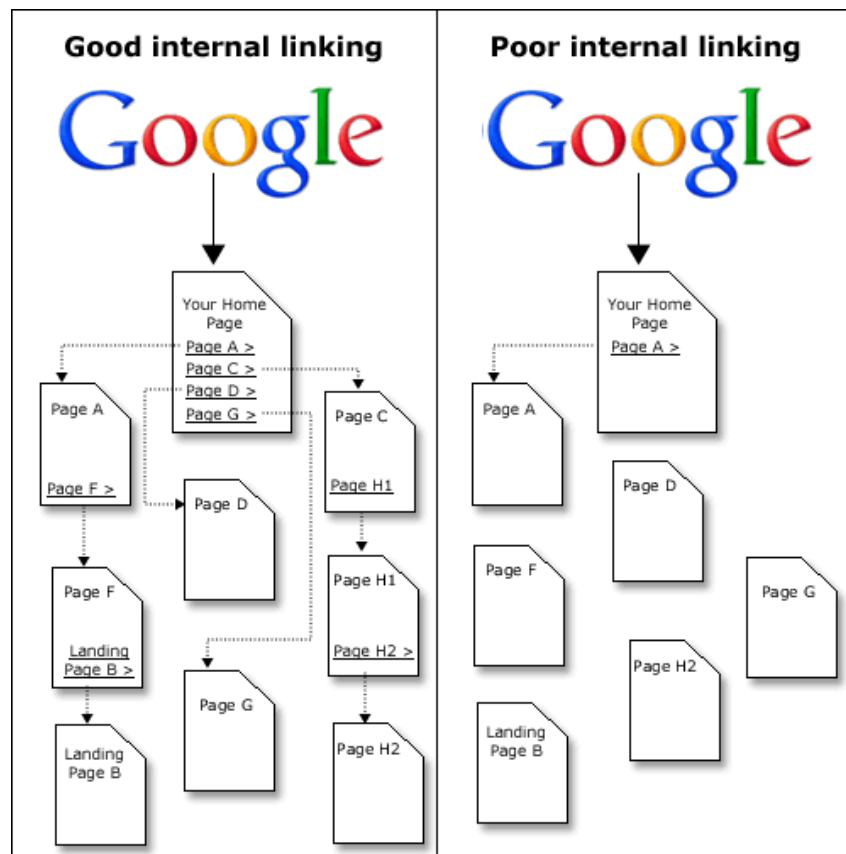 Good internal linking
Google
Your Home
Page
Page A >
Page C >
Page D >
Page G >
Page A
Page F >
Page C
Page H1
Page D
Page F
Landing
Page B >
Page H1
Page H2 >
Page G
Landing
Page B
Page H2
Poor internal linking
Google
Your Home
Page
Page A >
Page A
Page D
Page F
Page G
Page H2
Landing
Page B